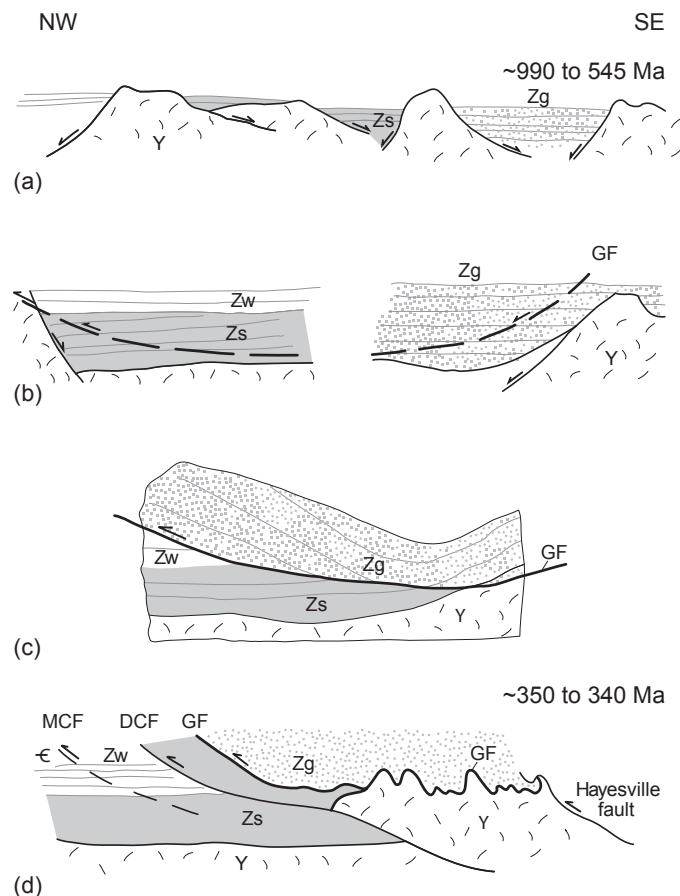 NW SE
~990 to 545 Ma
Zg
Zs
Y
(a)
GF
Zg
Zw
Zs
Y
(b)
Zg
GF
Zw
Zs
Y
(c)
~350 to 340 Ma
MCF DCF GF
GF
Ꞓ Zw
Zg
Hayesville
fault
Zs
Y
Y
(d)